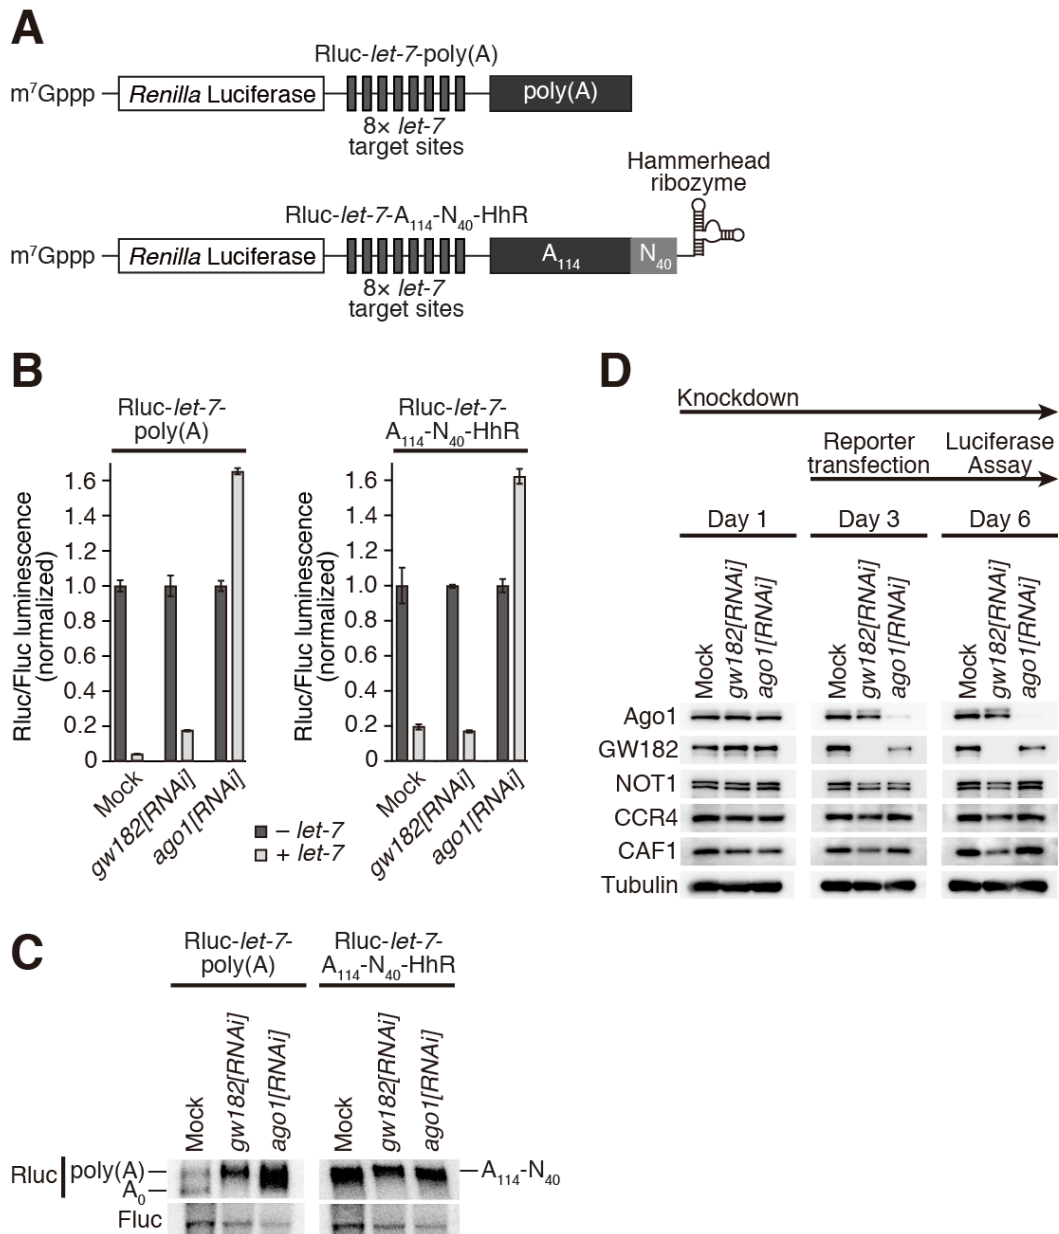 A
Rluc-let-7-poly(A)
m⁷Gppp
Renilla Luciferase
poly(A)
8× let-7
target sites
Hammerhead
ribozyme
Rluc-let-7-A₁₁₄-N₄₀-HhR
m⁷Gppp
Renilla Luciferase
A₁₁₄
N₄₀
8× let-7
target sites
B
Rluc-let-7-
poly(A)
Rluc/Fluc luminescence
(normalized)
1.6
1.4
1.2
1.0
0.8
0.6
0.4
0.2
0
Mock
gw182[RNAi]
ago1[RNAi]
Rluc-let-7-
A₁₁₄-N₄₀-HhR
Rluc/Fluc luminescence
(normalized)
1.6
1.4
1.2
1.0
0.8
0.6
0.4
0.2
0
Mock
gw182[RNAi]
ago1[RNAi]
– let-7
+ let-7
D
Knockdown
Reporter
transfection
Luciferase
Assay
Day 1
Day 3
Day 6
Mock
gw182[RNAi]
ago1[RNAi]
Mock
gw182[RNAi]
ago1[RNAi]
Mock
gw182[RNAi]
ago1[RNAi]
Ago1
GW182
NOT1
CCR4
CAF1
Tubulin
C
Rluc-let-7-
poly(A)
Rluc-let-7-
A₁₁₄-N₄₀-HhR
Mock
gw182[RNAi]
ago1[RNAi]
Mock
gw182[RNAi]
ago1[RNAi]
Rluc
poly(A)
A₀
A₁₁₄-N₄₀
Fluc